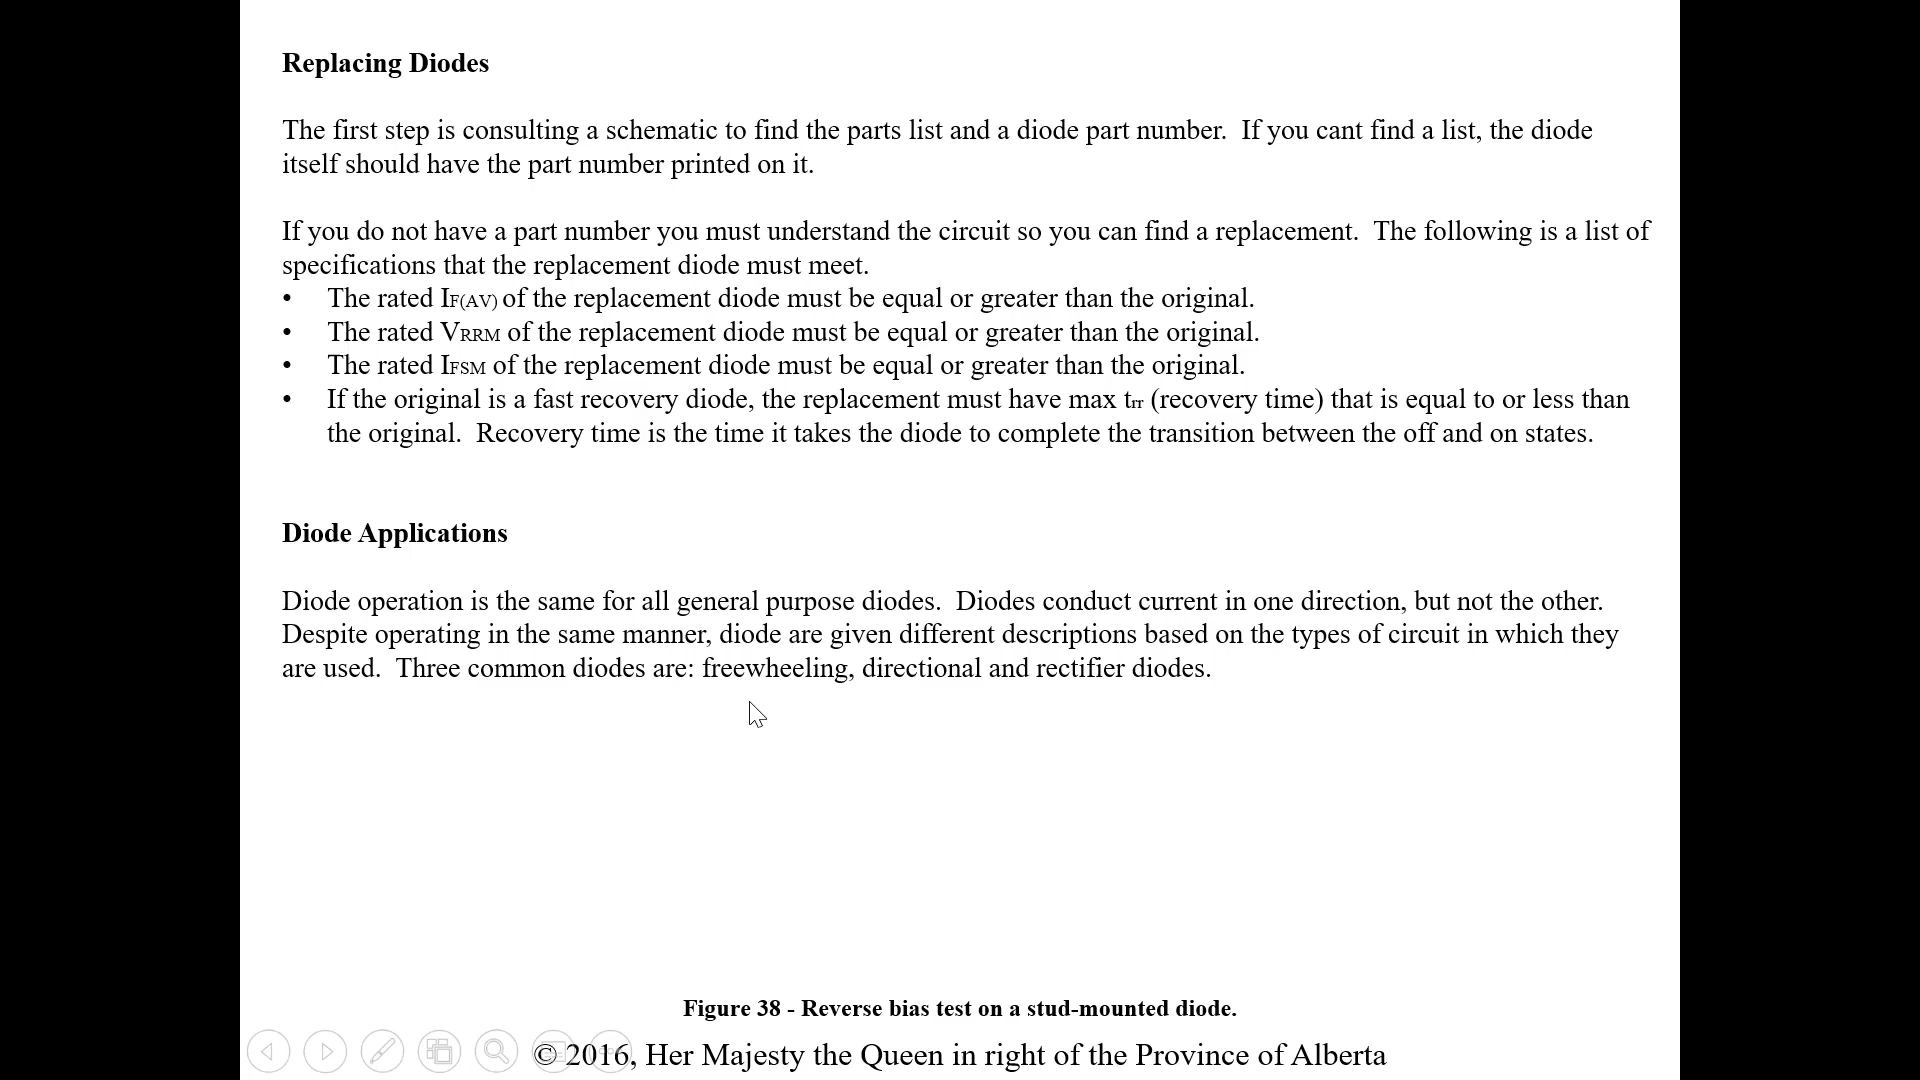 Replacing Diodes
The first step is consulting a schematic to find the parts list and a diode part number.  If you cant find a list, the diode
itself should have the part number printed on it.
If you do not have a part number you must understand the circuit so you can find a replacement.  The following is a list of
specifications that the replacement diode must meet.
• The rated IF(AV) of the replacement diode must be equal or greater than the original.
• The rated VRRM of the replacement diode must be equal or greater than the original.
• The rated IFSM of the replacement diode must be equal or greater than the original.
• If the original is a fast recovery diode, the replacement must have max trr (recovery time) that is equal to or less than
the original.  Recovery time is the time it takes the diode to complete the transition between the off and on states.
Diode Applications
Diode operation is the same for all general purpose diodes.  Diodes conduct current in one direction, but not the other.
Despite operating in the same manner, diode are given different descriptions based on the types of circuit in which they
are used.  Three common diodes are: freewheeling, directional and rectifier diodes.
Figure 38 - Reverse bias test on a stud-mounted diode.
© 2016, Her Majesty the Queen in right of the Province of Alberta